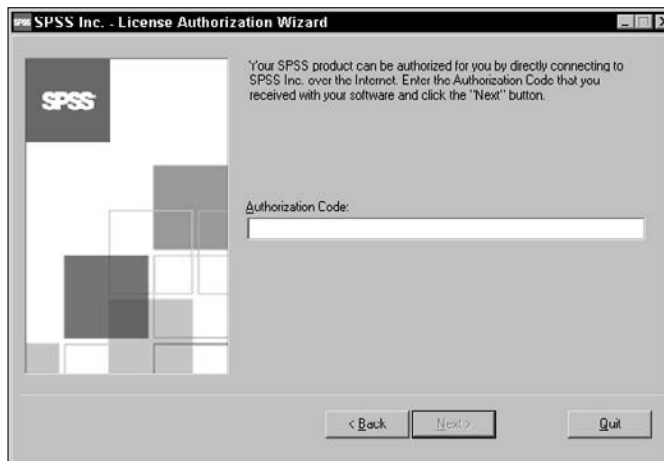 SPSS SPSS Inc. - License Authorization Wizard
Your SPSS product can be authorized for you by directly connecting to
SPSS Inc. over the Internet. Enter the Authorization Code that you
received with your software and click the "Next" button.
SPSS
Authorization Code:
< Back Next > Quit